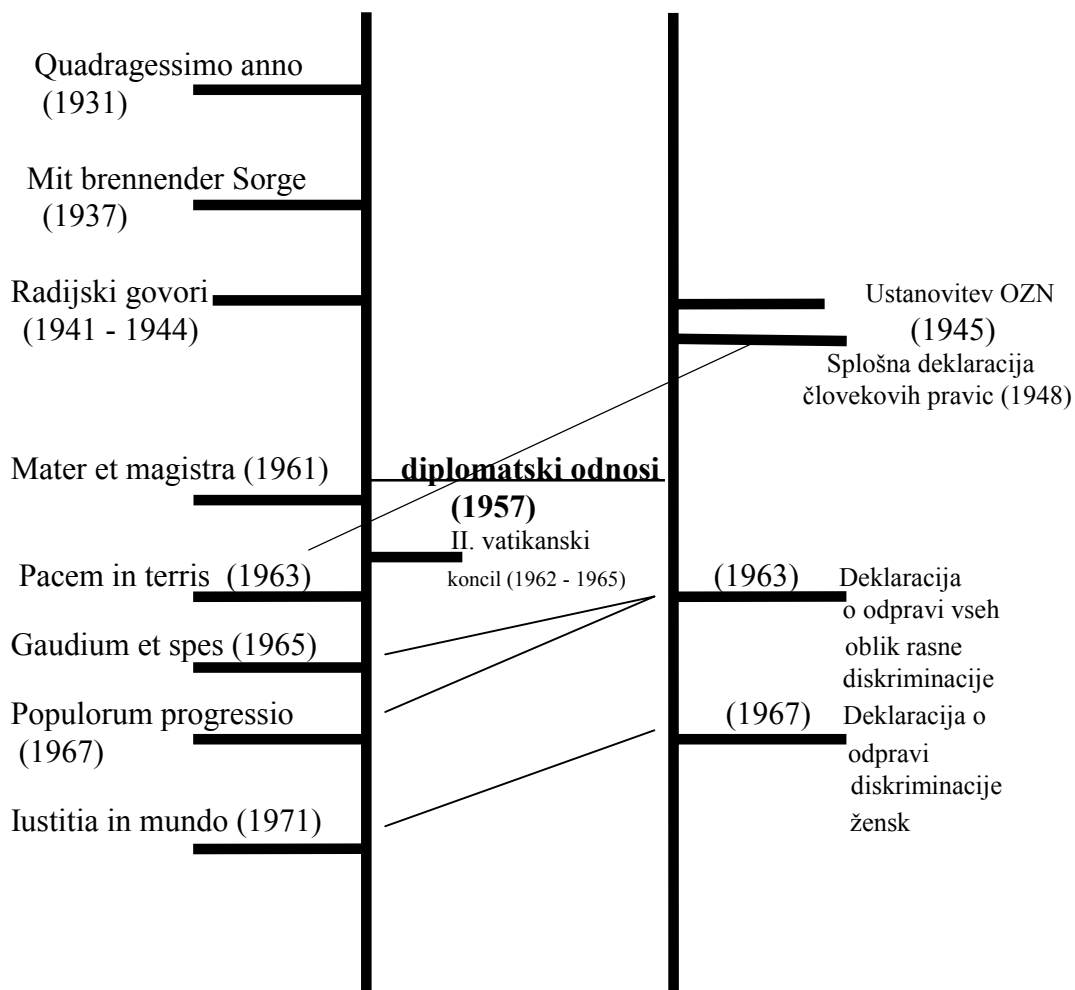 Quadragessimo anno
(1931)
Mit brennender Sorge
(1937)
Radijski govori
(1941 - 1944)
Ustanovitev OZN
(1945)
Splošna deklaracija
človekovih pravic (1948)
Mater et magistra (1961)
diplomatski odnosi
(1957)
II. vatikanski
koncil (1962 - 1965)
Pacem in terris (1963)
(1963) Deklaracija
o odpravi vseh
oblik rasne
diskriminacije
Gaudium et spes (1965)
Populorum progressio
(1967)
(1967) Deklaracija o
odpravi
diskriminacije
žensk
Iustitia in mundo (1971)